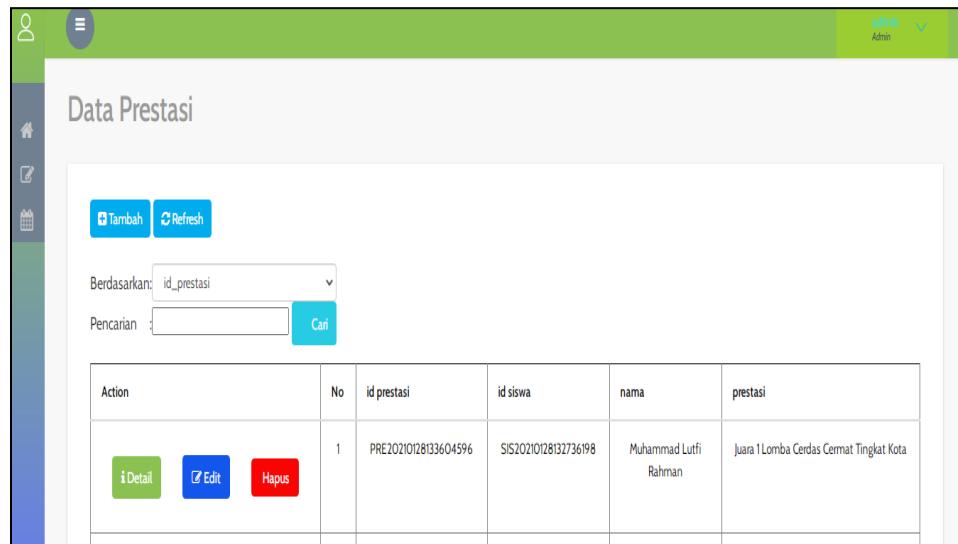 admin
Admin
Data Prestasi
Tambah Refresh
Berdasarkan: id_prestasi
Pencarian :
Cari
Action No id prestasi id siswa nama prestasi
1 PRE20210128133604596 SIS20210128132736198 Muhammad Lutfi Juara 1 Lomba Cerdas Cermat Tingkat Kota
Rahman
Detail Edit Hapus